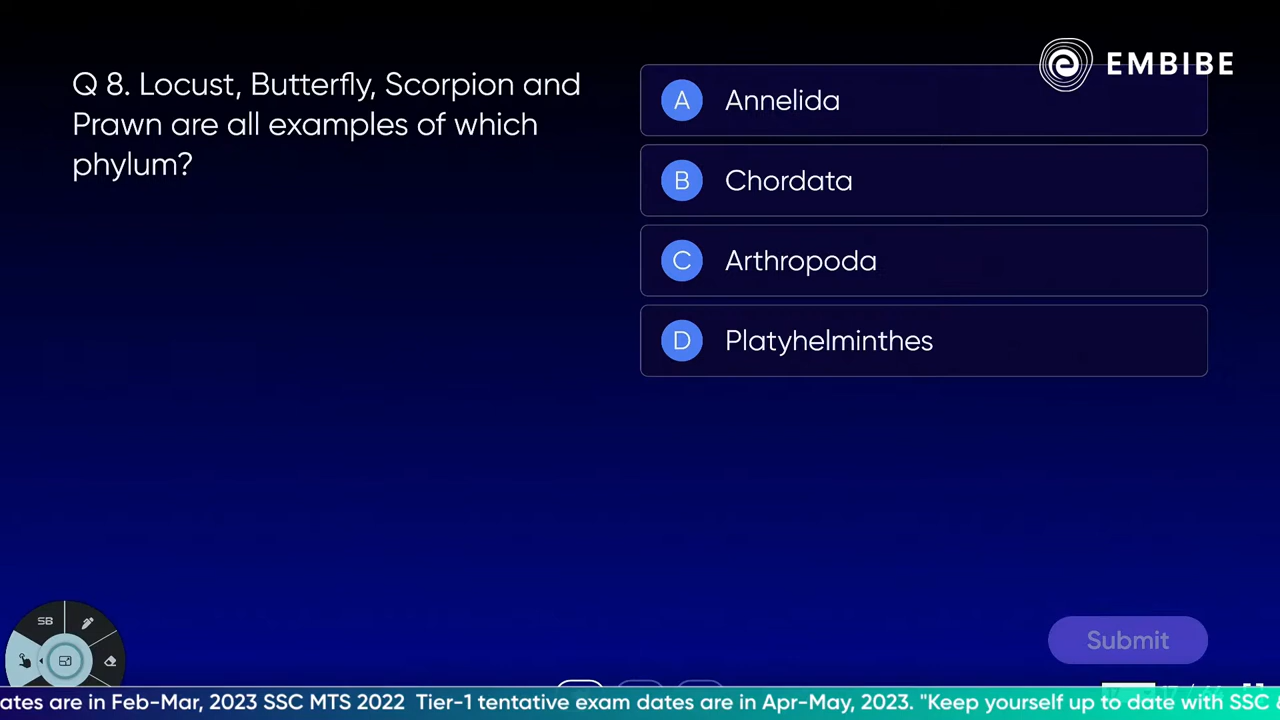 Q 8. Locust, Butterfly, Scorpion and
Prawn are all examples of which
phylum?
EMBIBE
A Annelida
B Chordata
C Arthropoda
D Platyhelminthes
Submit
SB
ates are in Feb-Mar, 2023 SSC MTS 2022 Tier-1 tentative exam dates are in Apr-May, 2023. "Keep yourself up to date with SSC &